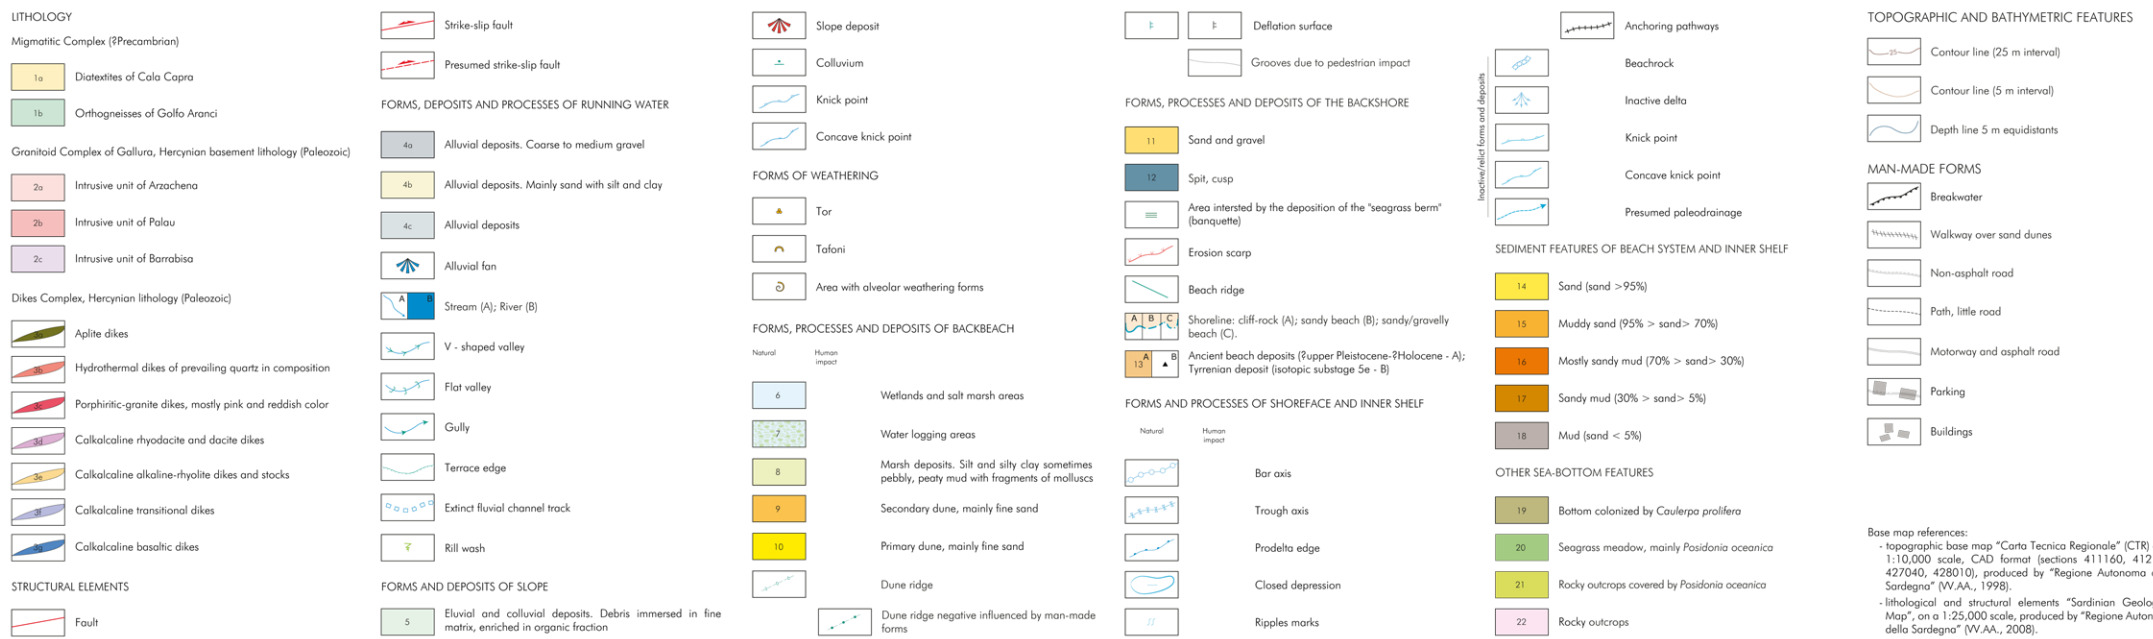 LITHOLOGY
Migmatitic Complex (?Precambrian)
1a Diatextites of Cala Capra
1b Orthogneisses of Golfo Aranci
Granitoid Complex of Gallura, Hercynian basement lithology (Paleozoic)
2a Intrusive unit of Arzachena
2b Intrusive unit of Palau
2c Intrusive unit of Barrabisa
Dikes Complex, Hercynian lithology (Paleozoic)
3a Aplite dikes
3b Hydrothermal dikes of prevailing quartz in composition
3c Porphiritic-granite dikes, mostly pink and reddish color
3d Calkalcaline rhyodacite and dacite dikes
3e Calkalcaline alkaline-rhyolite dikes and stocks
3f Calkalcaline transitional dikes
3g Calkalcaline basaltic dikes
STRUCTURAL ELEMENTS
Fault
Strike-slip fault
Presumed strike-slip fault
FORMS, DEPOSITS AND PROCESSES OF RUNNING WATER
4a Alluvial deposits. Coarse to medium gravel
4b Alluvial deposits. Mainly sand with silt and clay
4c Alluvial deposits
Alluvial fan
A B Stream (A); River (B)
V - shaped valley
Flat valley
Gully
Terrace edge
Extinct fluvial channel track
Rill wash
FORMS AND DEPOSITS OF SLOPE
5 Eluvial and colluvial deposits. Debris immersed in fine
matrix, enriched in organic fraction
Slope deposit
Colluvium
Knick point
Concave knick point
FORMS OF WEATHERING
Tor
Tafoni
Area with alveolar weathering forms
FORMS, PROCESSES AND DEPOSITS OF BACKBEACH
Natural Human
impact
6 Wetlands and salt marsh areas
7 Water logging areas
8 Marsh deposits. Silt and silty clay sometimes
pebbly, peaty mud with fragments of molluscs
9 Secondary dune, mainly fine sand
10 Primary dune, mainly fine sand
Dune ridge
Dune ridge negative influenced by man-made
forms
Deflation surface
Grooves due to pedestrian impact
FORMS, PROCESSES AND DEPOSITS OF THE BACKSHORE
11 Sand and gravel
12 Spit, cusp
Area intersted by the deposition of the "seagrass berm"
(banquette)
Erosion scarp
Beach ridge
A B C Shoreline: cliff-rock (A); sandy beach (B); sandy/gravelly
beach (C).
13 A B Ancient beach deposits (?upper Pleistocene-?Holocene - A);
Tyrrenian deposit (isotopic substage 5e - B)
FORMS AND PROCESSES OF SHOREFACE AND INNER SHELF
Natural Human
impact
Bar axis
Trough axis
Prodelta edge
Closed depression
Ripples marks
Anchoring pathways
Inactive/relict forms and deposits
Beachrock
Inactive delta
Knick point
Concave knick point
Presumed paleodrainage
SEDIMENT FEATURES OF BEACH SYSTEM AND INNER SHELF
14 Sand (sand >95%)
15 Muddy sand (95% > sand> 70%)
16 Mostly sandy mud (70% > sand> 30%)
17 Sandy mud (30% > sand> 5%)
18 Mud (sand < 5%)
OTHER SEA-BOTTOM FEATURES
19 Bottom colonized by Caulerpa prolifera
20 Seagrass meadow, mainly Posidonia oceanica
21 Rocky outcrops covered by Posidonia oceanica
22 Rocky outcrops
TOPOGRAPHIC AND BATHYMETRIC FEATURES
25 Contour line (25 m interval)
Contour line (5 m interval)
Depth line 5 m equidistants
MAN-MADE FORMS
Breakwater
Walkway over sand dunes
Non-asphalt road
Path, little road
Motorway and asphalt road
Parking
Buildings
Base map references:
- topographic base map "Carta Tecnica Regionale" (CTR)
1:10,000 scale, CAD format (sections 411160, 412
427040, 428010), produced by "Regione Autonoma
Sardegna" (VV.AA., 1998).
- lithological and structural elements "Sardinian Geolo
Map", on a 1:25,000 scale, produced by "Regione Auton
della Sardegna" (VV.AA., 2008).